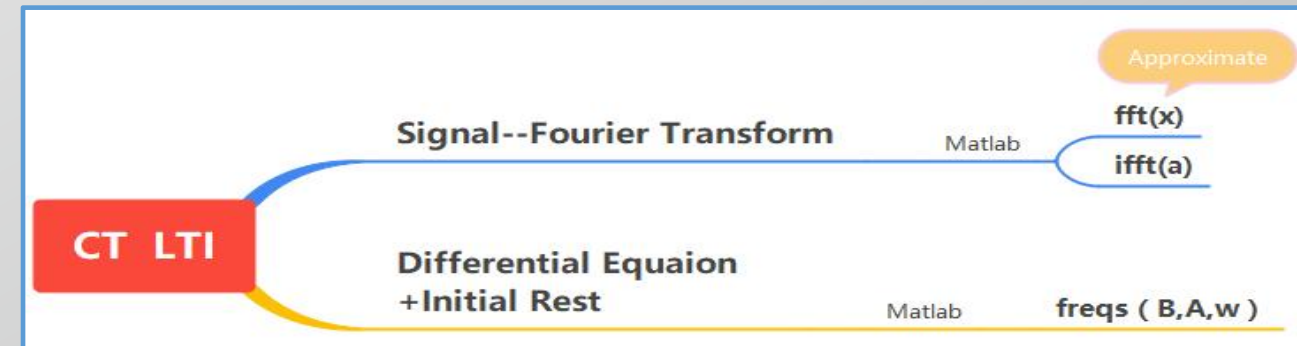 Approximate
Signal--Fourier Transform
Matlab
fft(x)
ifft(a)
CT LTI
Differential Equaion
+Initial Rest
Matlab
freqs ( B,A,w )